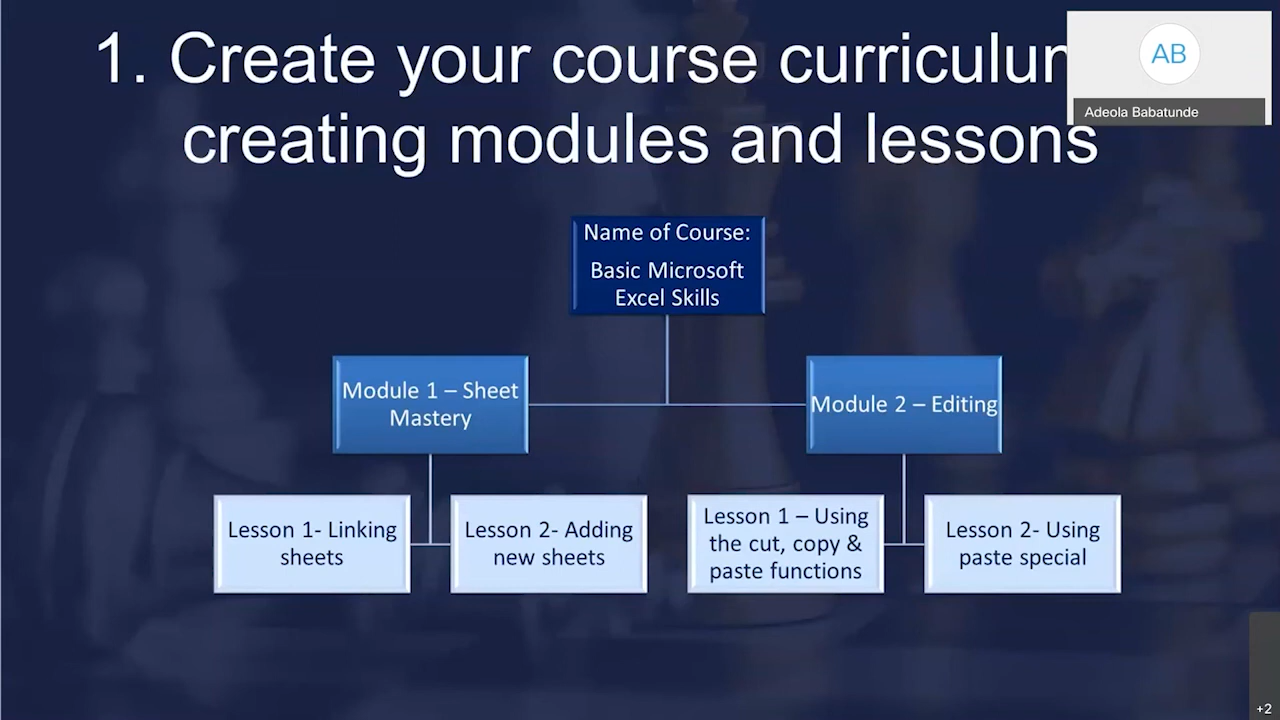 1. Create your course curriculum
creating modules and lessons
AB
Adeola Babatunde
Name of Course:
Basic Microsoft
Excel Skills
Module 1 – Sheet
Mastery
Module 2 – Editing
Lesson 1- Linking
sheets
Lesson 2- Adding
new sheets
Lesson 1 – Using
the cut, copy &
paste functions
Lesson 2- Using
paste special
+2